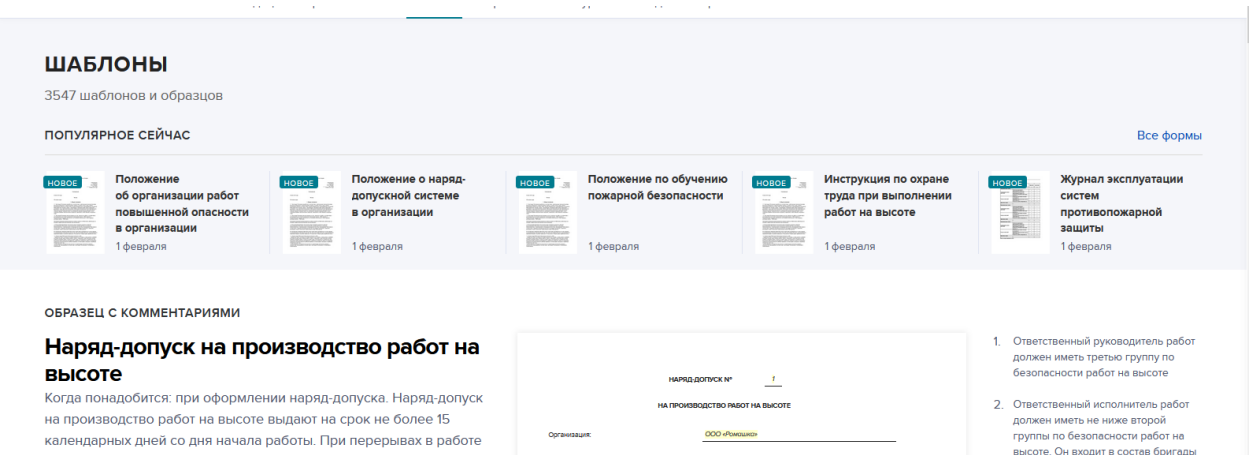 ШАБЛОНЫ
3547 шаблонов и образцов
ПОПУЛЯРНОЕ СЕЙЧАС
Все формы
НОВОЕ
Положение
об организации работ
повышенной опасности
в организации
1 февраля
НОВОЕ
Положение о наряд-
допускной системе
в организации
1 февраля
НОВОЕ
Положение по обучению
пожарной безопасности
1 февраля
НОВОЕ
Инструкция по охране
труда при выполнении
работ на высоте
1 февраля
НОВОЕ
Журнал эксплуатации
систем
противопожарной
защиты
1 февраля
ОБРАЗЕЦ С КОММЕНТАРИЯМИ
Наряд-допуск на производство работ на
высоте
Когда понадобится: при оформлении наряд-допуска. Наряд-допуск
на производство работ на высоте выдают на срок не более 15
календарных дней со дня начала работы. При перерывах в работе
НАРЯД-ДОПУСК № 1
НА ПРОИЗВОДСТВО РАБОТ НА ВЫСОТЕ
Организация: ООО «Ромашка»
1. Ответственный руководитель работ
должен иметь третью группу по
безопасности работ на высоте
2. Ответственный исполнитель работ
должен иметь не ниже второй
группы по безопасности работ на
высоте. Он входит в состав бригады